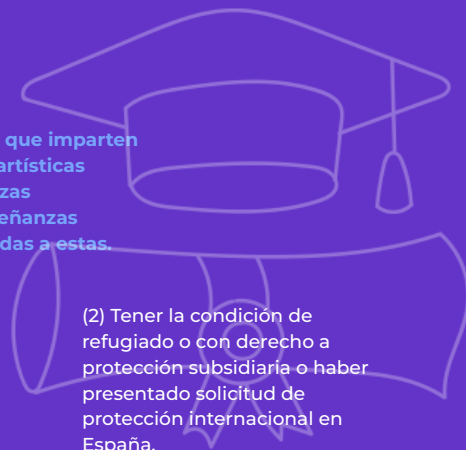 que imparten
artísticas
zas
eñanzas
das a estas.
(2) Tener la condición de
refugiado o con derecho a
protección subsidiaria o haber
presentado solicitud de
protección internacional en
España.